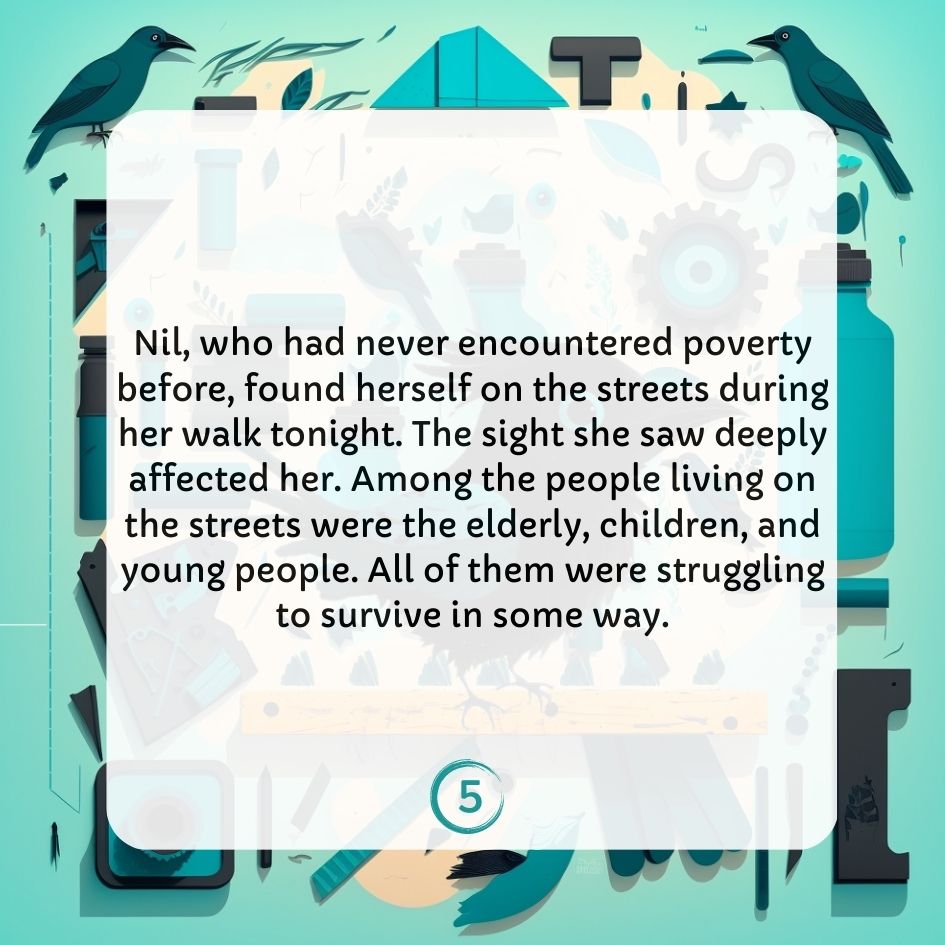 Nil, who had never encountered poverty
before, found herself on the streets during
her walk tonight. The sight she saw deeply
affected her. Among the people living on
the streets were the elderly, children, and
young people. All of them were struggling
to survive in some way.
5